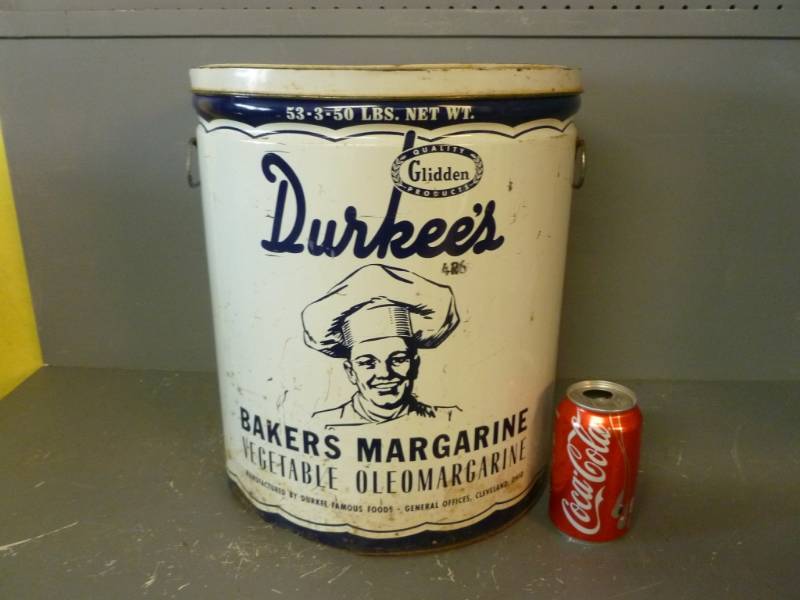 53-3-50 LBS. NET WT.
QUALITY
Glidden
PRODUCTS
Durkee's
BAKERS MARGARINE
VEGETABLE OLEOMARGARINE
MANUFACTURED BY DURKEE FAMOUS FOODS - GENERAL OFFICES, CLEVELAND, OHIO
Coca-Cola